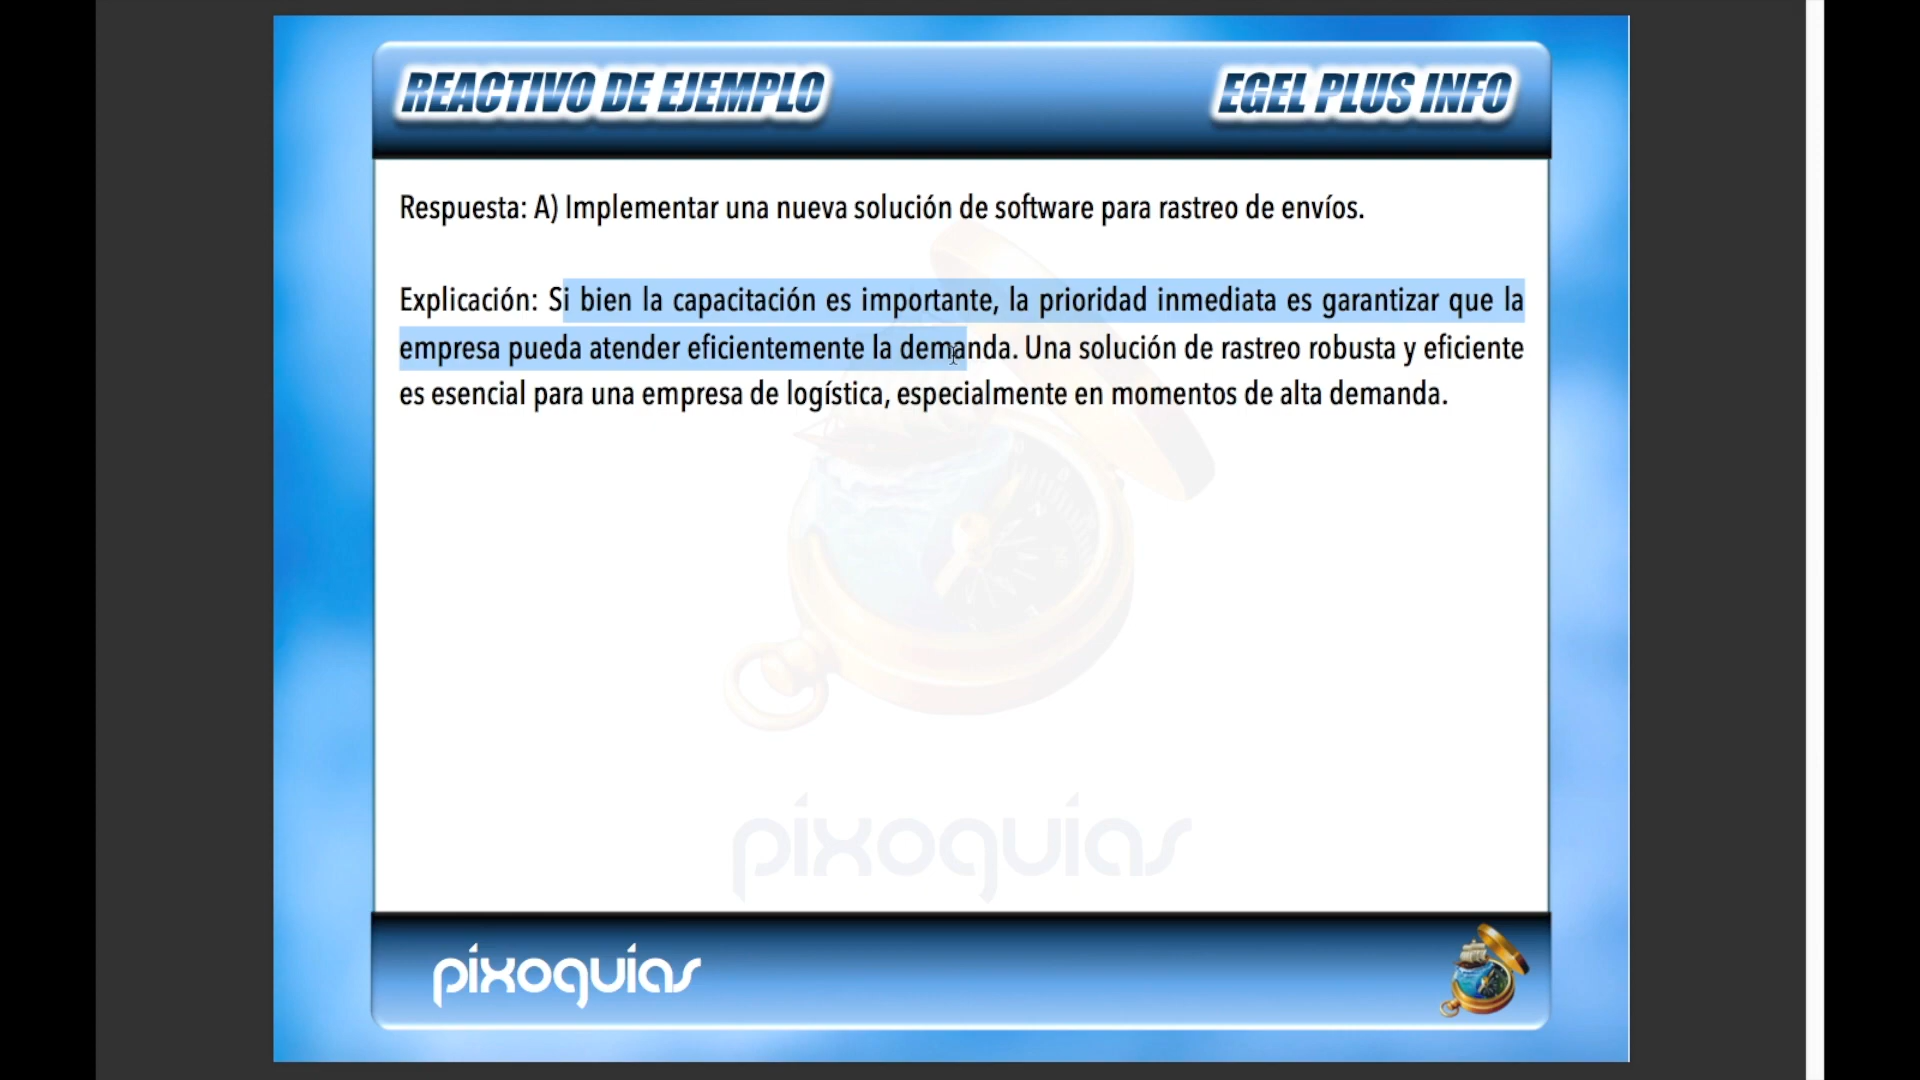 REACTIVO DE EJEMPLO
EGEL PLUS INFO
Respuesta: A) Implementar una nueva solución de software para rastreo de envíos.
Explicación: Si bien la capacitación es importante, la prioridad inmediata es garantizar que la
empresa pueda atender eficientemente la demanda. Una solución de rastreo robusta y eficiente
es esencial para una empresa de logística, especialmente en momentos de alta demanda.
pixoguías
pixoguías